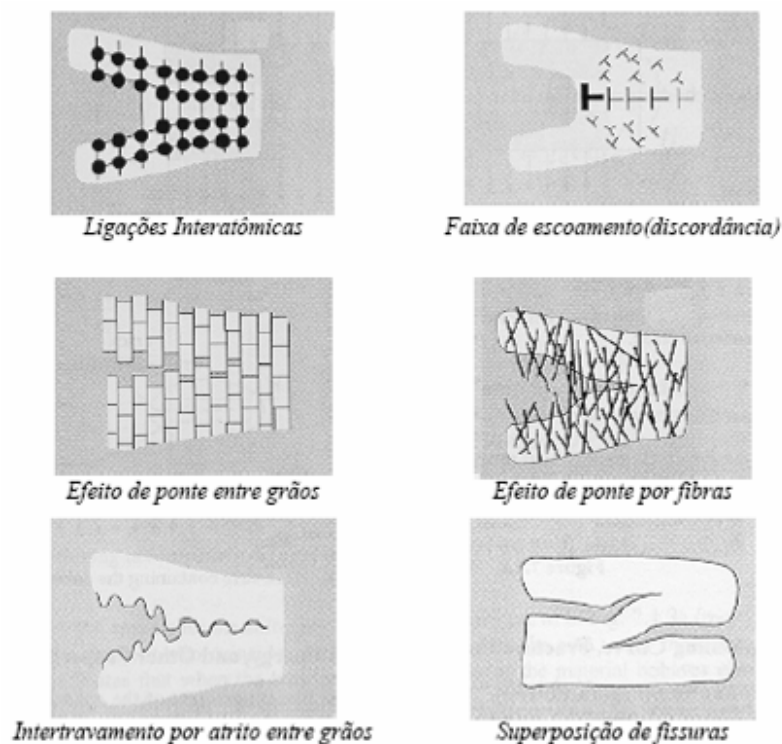 Ligações Interatômicas
Faixa de escoamento(discordância)
Efeito de ponte entre grãos
Efeito de ponte por fibras
Intertravamento por atrito entre grãos
Superposição de fissuras